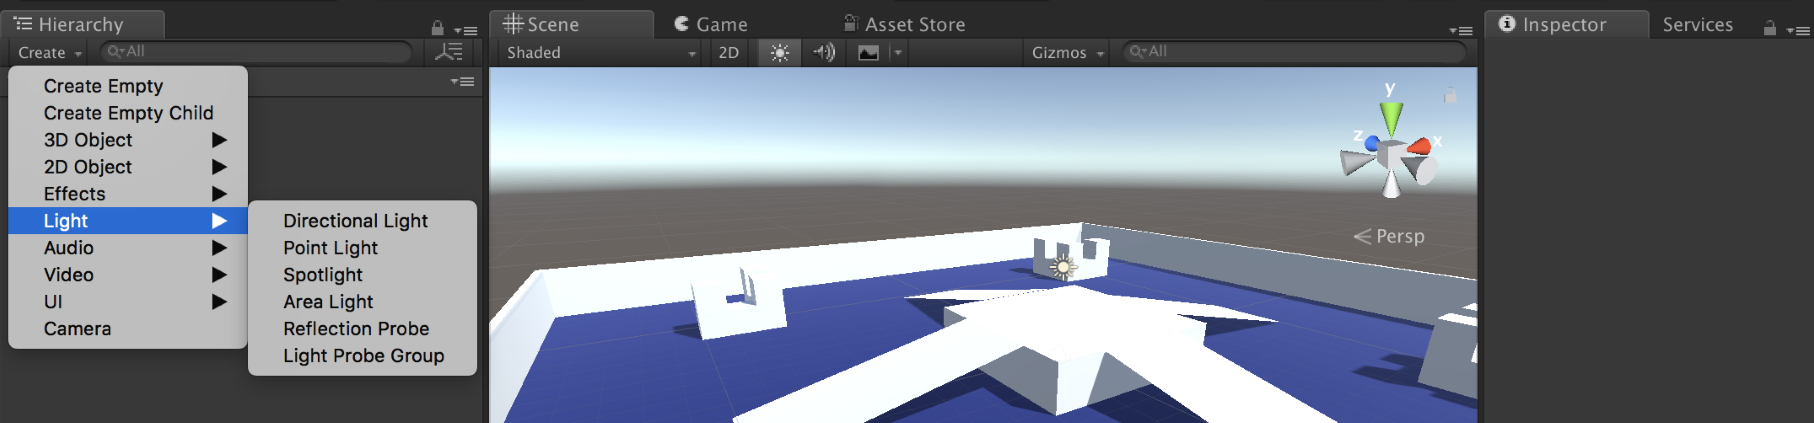 Hierarchy
Create
All
Create Empty
Create Empty Child
3D Object
2D Object
Effects
Light
Audio
Video
UI
Camera
Directional Light
Point Light
Spotlight
Area Light
Reflection Probe
Light Probe Group
Scene
Game
Asset Store
Shaded
2D
Gizmos
All
y
z
x
Persp
Inspector
Services